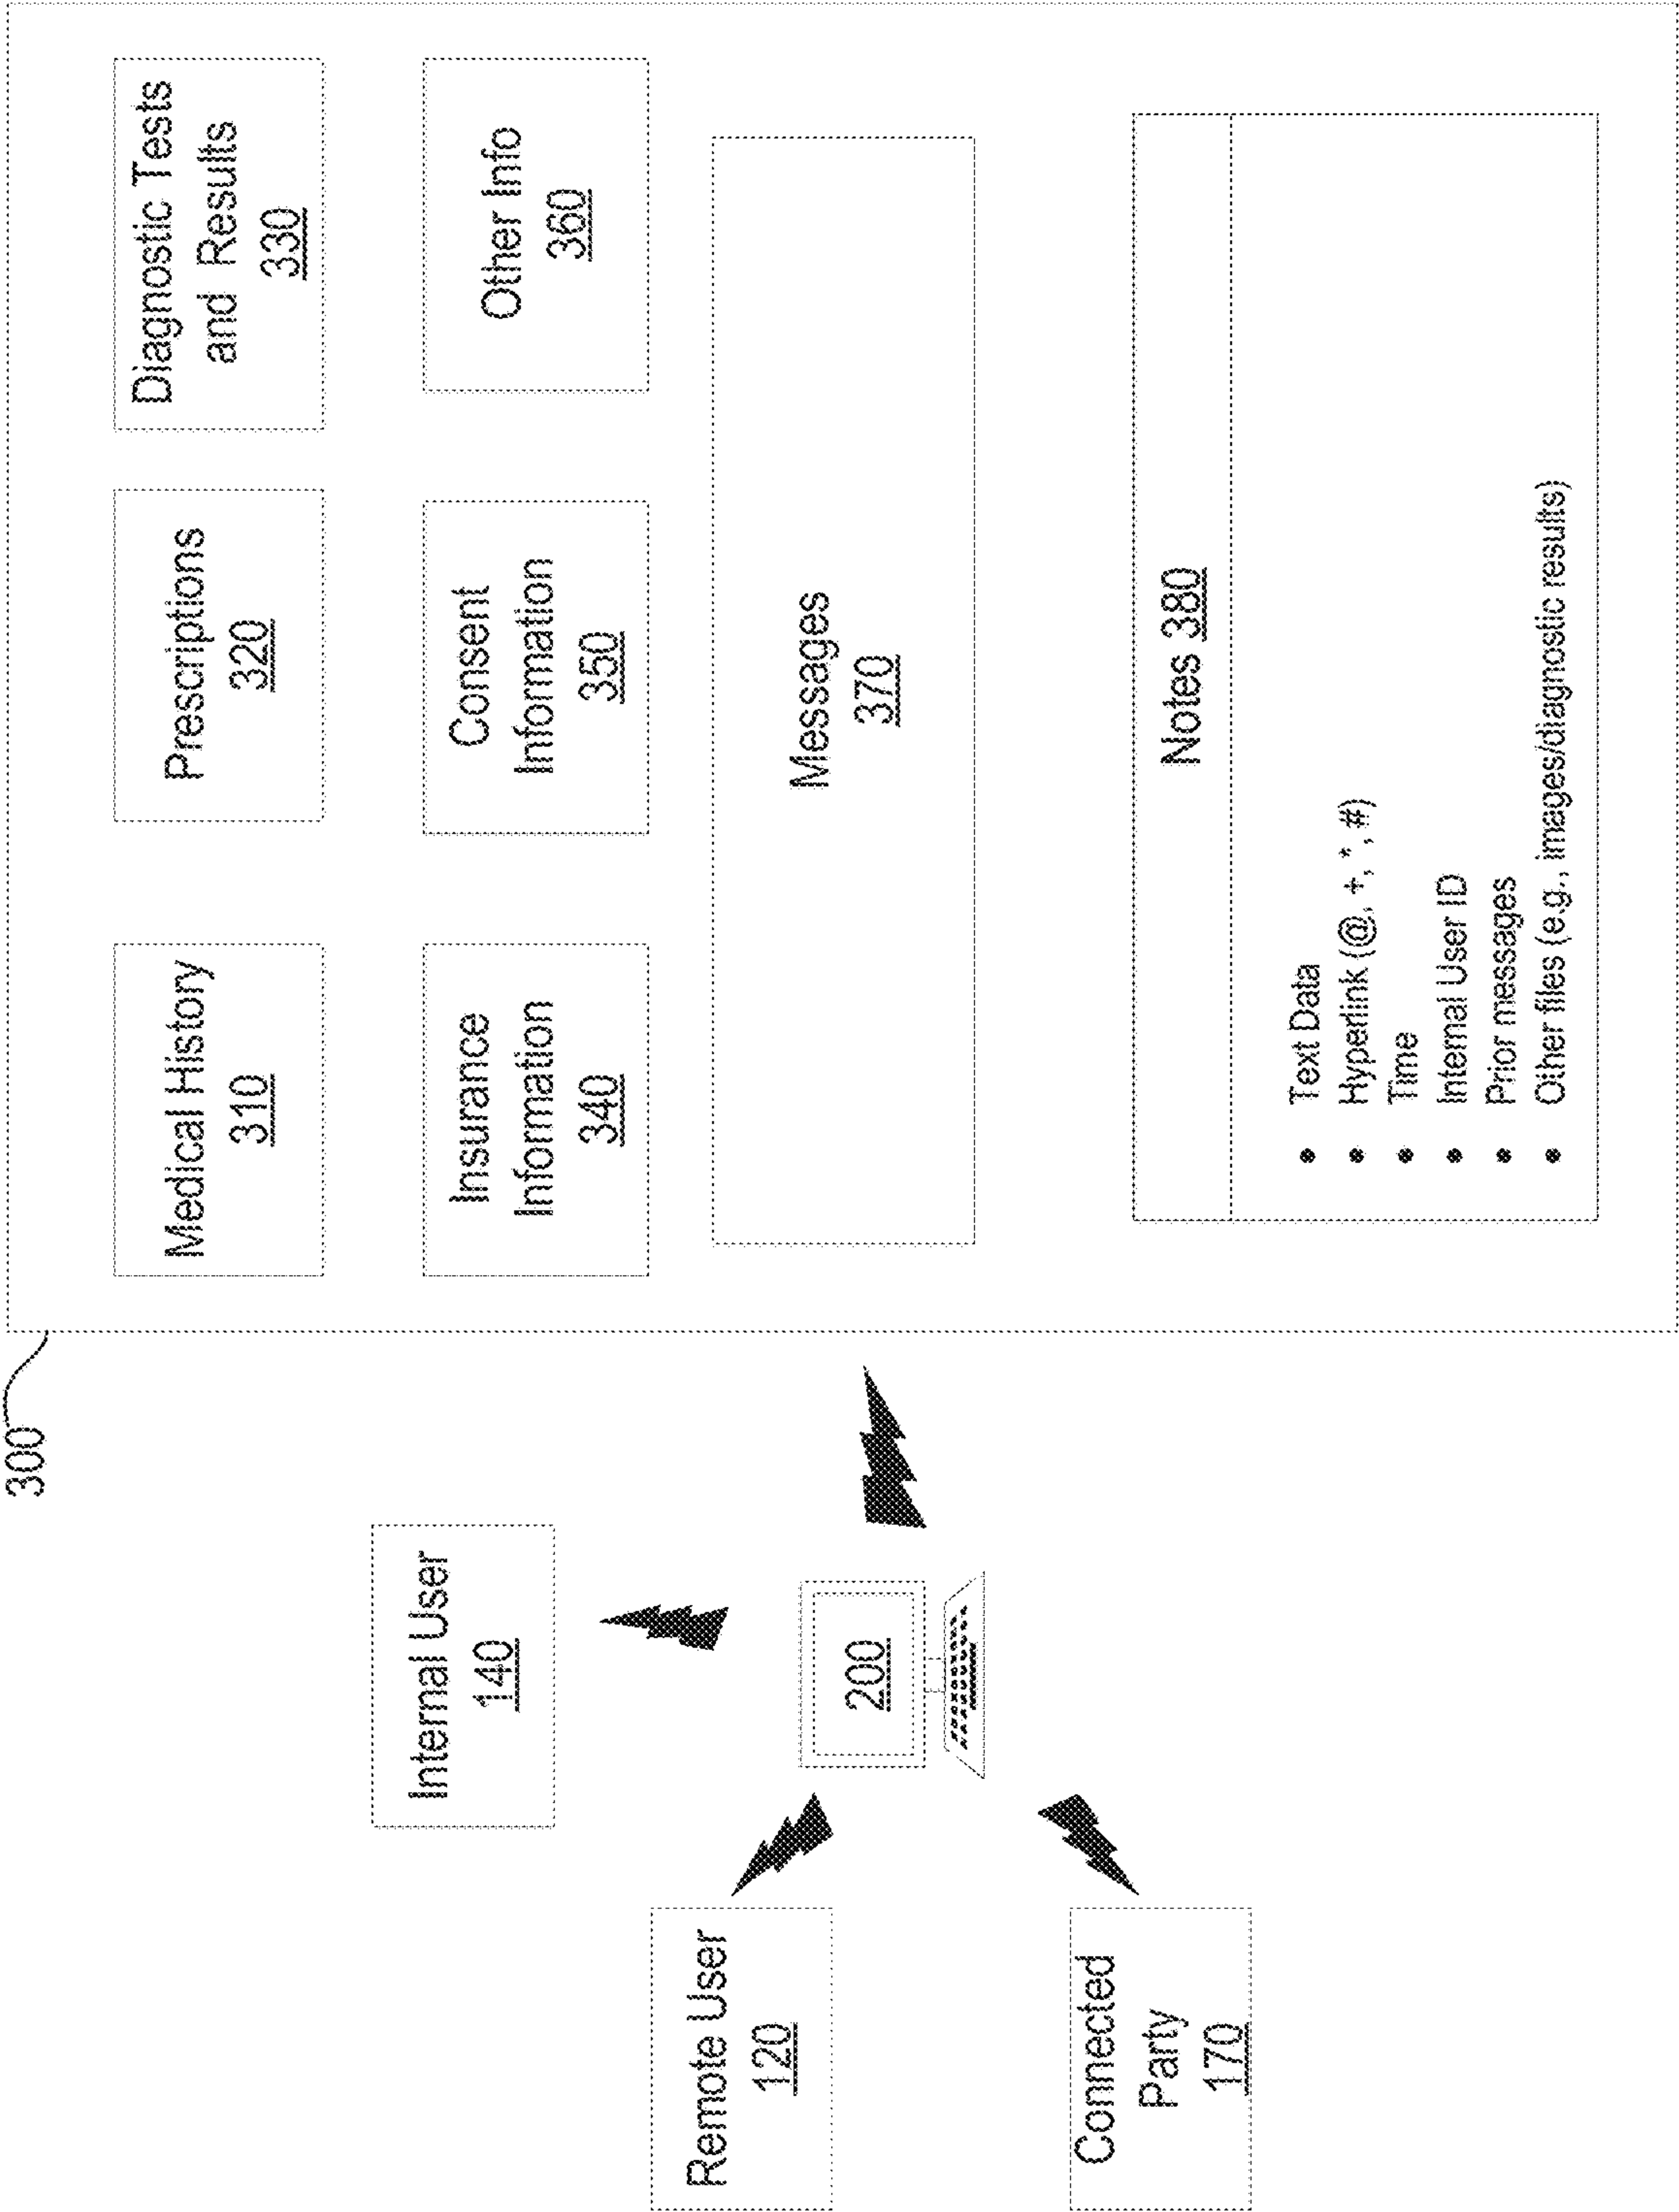 300
Medical History
310
Prescriptions
320
Diagnostic Tests
and Results
330
Insurance
Information
340
Consent
Information
350
Other Info
360
Messages
370
Notes 380
• Text Data
• Hyperlink (@, +, *, #)
• Time
• Internal User ID
• Prior messages
• Other files (e.g., images/diagnostic results)
Internal User
140
Remote User
120
200
Connected
Party
170